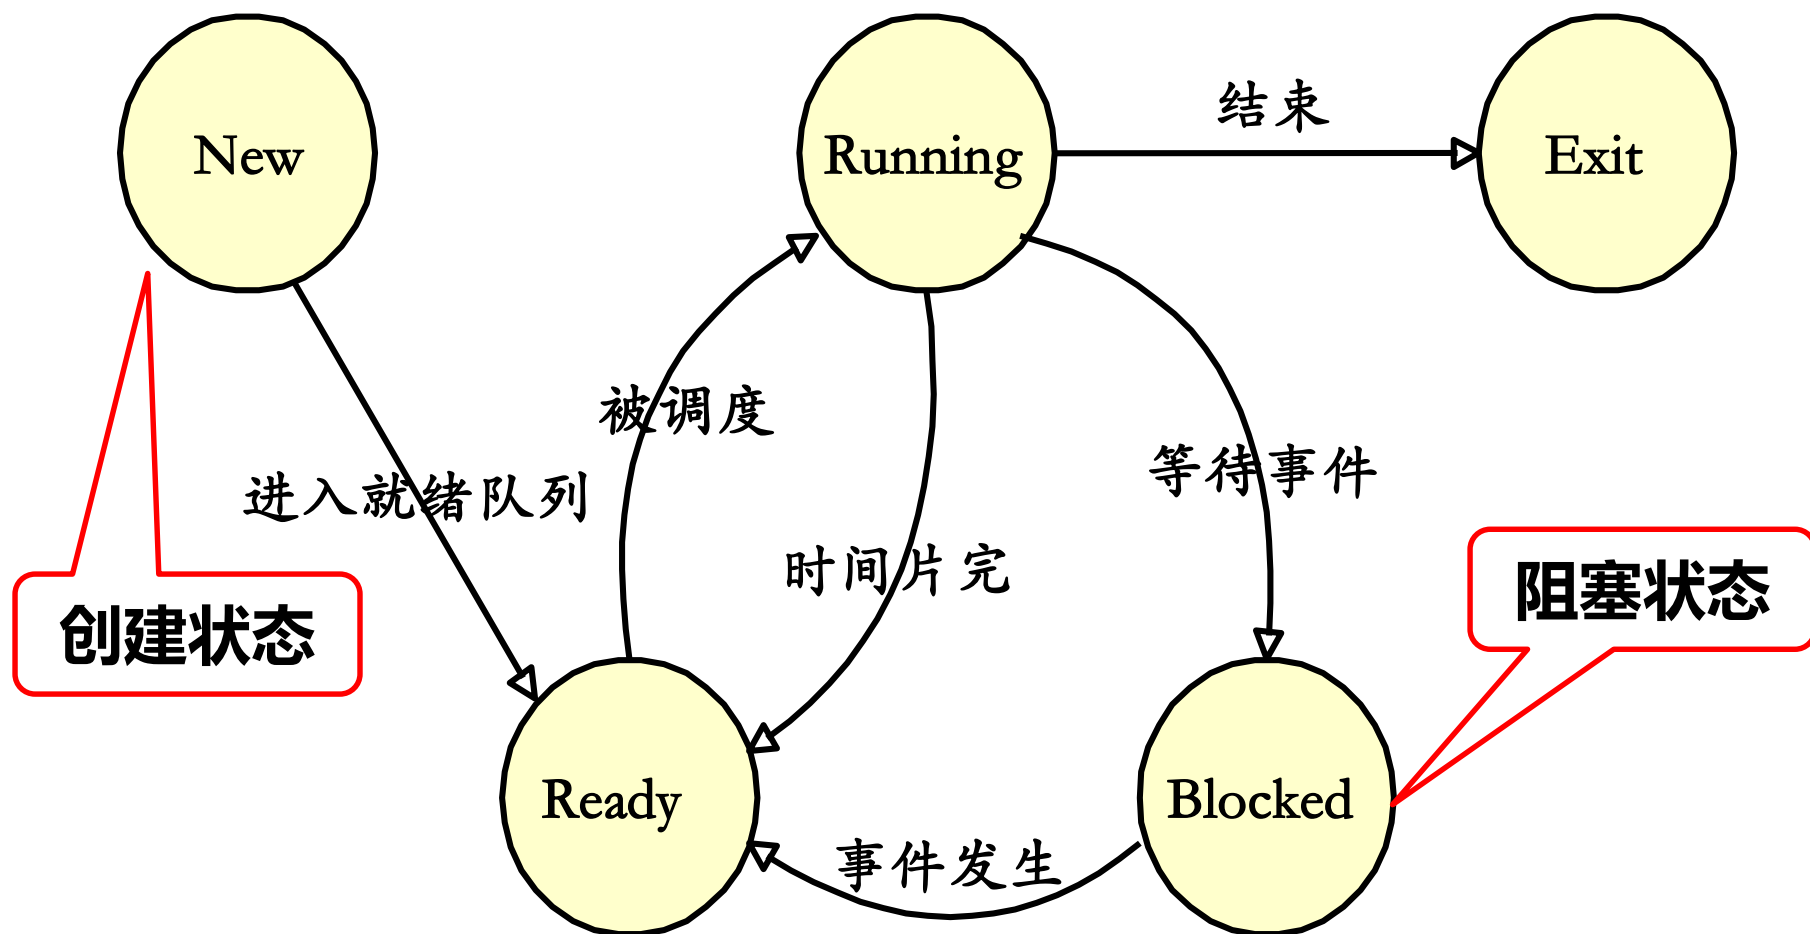 结束
New
Running
Exit
被调度
等待事件
进入就绪队列
时间片完
阻塞状态
创建状态
Ready
Blocked
事件发生